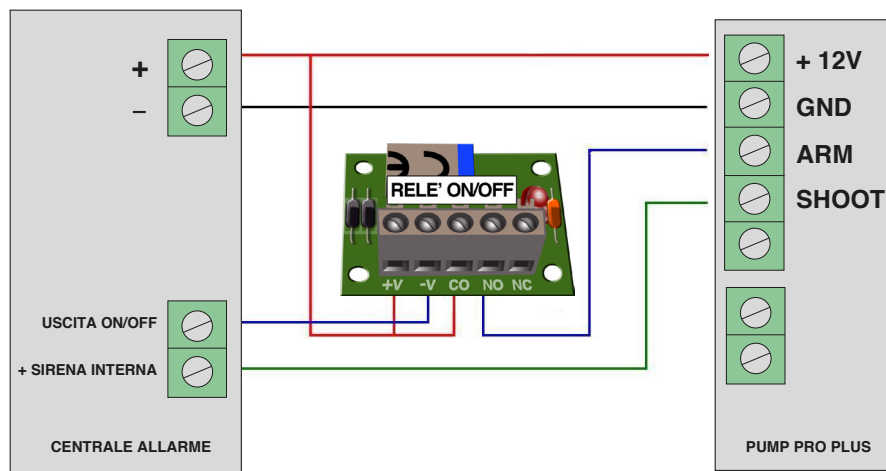 +
–
USCITA ON/OFF
+ SIRENA INTERNA
CENTRALE ALLARME
RELE' ON/OFF
+V -V CO NO NC
+ 12V
GND
ARM
SHOOT
PUMP PRO PLUS